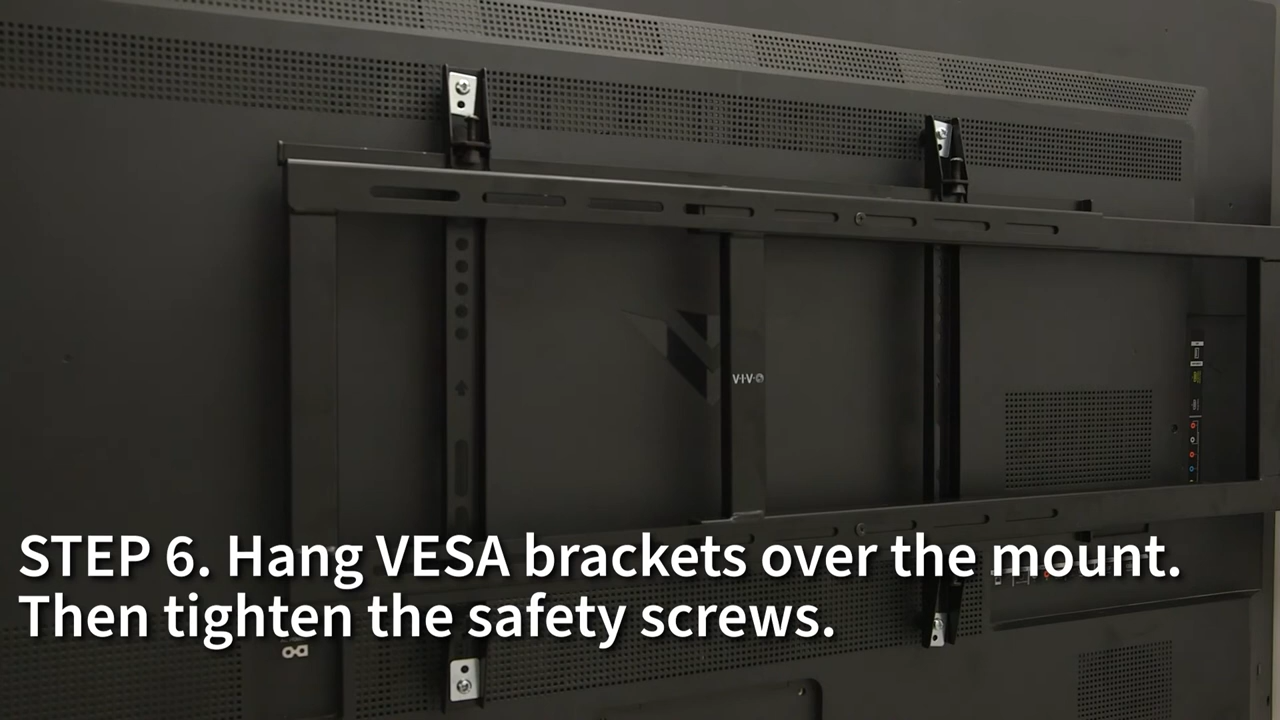 VIVO
STEP 6. Hang VESA brackets over the mount.
Then tighten the safety screws.